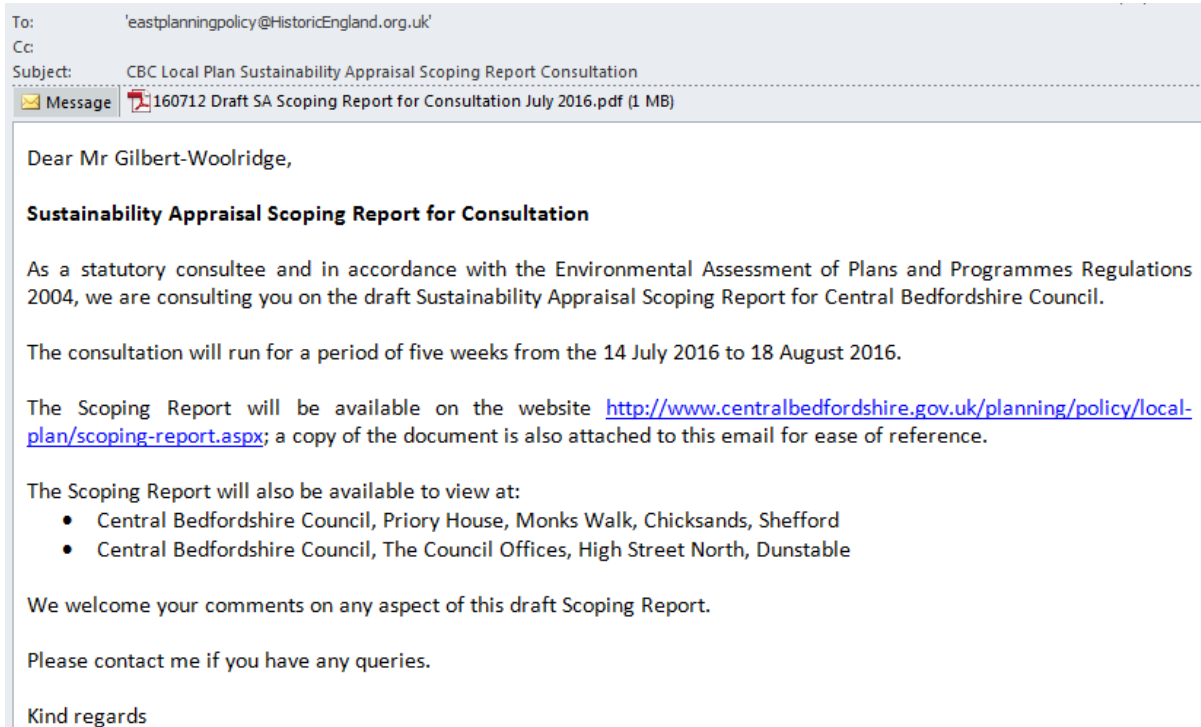 To: 'eastplanningpolicy@HistoricEngland.org.uk'
Cc:
Subject: CBC Local Plan Sustainability Appraisal Scoping Report Consultation
Message 160712 Draft SA Scoping Report for Consultation July 2016.pdf (1 MB)
Dear Mr Gilbert-Woolridge,
Sustainability Appraisal Scoping Report for Consultation
As a statutory consultee and in accordance with the Environmental Assessment of Plans and Programmes Regulations
2004, we are consulting you on the draft Sustainability Appraisal Scoping Report for Central Bedfordshire Council.
The consultation will run for a period of five weeks from the 14 July 2016 to 18 August 2016.
The Scoping Report will be available on the website http://www.centralbedfordshire.gov.uk/planning/policy/local-
plan/scoping-report.aspx; a copy of the document is also attached to this email for ease of reference.
The Scoping Report will also be available to view at:
• Central Bedfordshire Council, Priory House, Monks Walk, Chicksands, Shefford
• Central Bedfordshire Council, The Council Offices, High Street North, Dunstable
We welcome your comments on any aspect of this draft Scoping Report.
Please contact me if you have any queries.
Kind regards